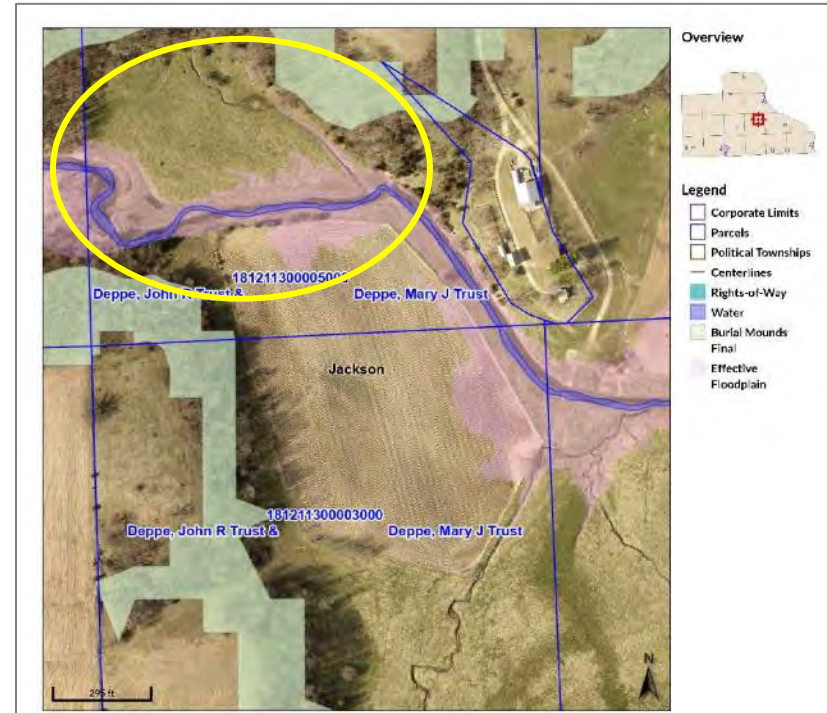 Overview
Legend
Corporate Limits
Parcels
Political Townships
Centerlines
Rights-of-Way
Water
Burial Mounds
Final
Effective
Floodplain
181211300005000
Deppe, John R Trust & Deppe, Mary J Trust
Jackson
181211300003000
Deppe, John R Trust & Deppe, Mary J Trust
295 ft
N